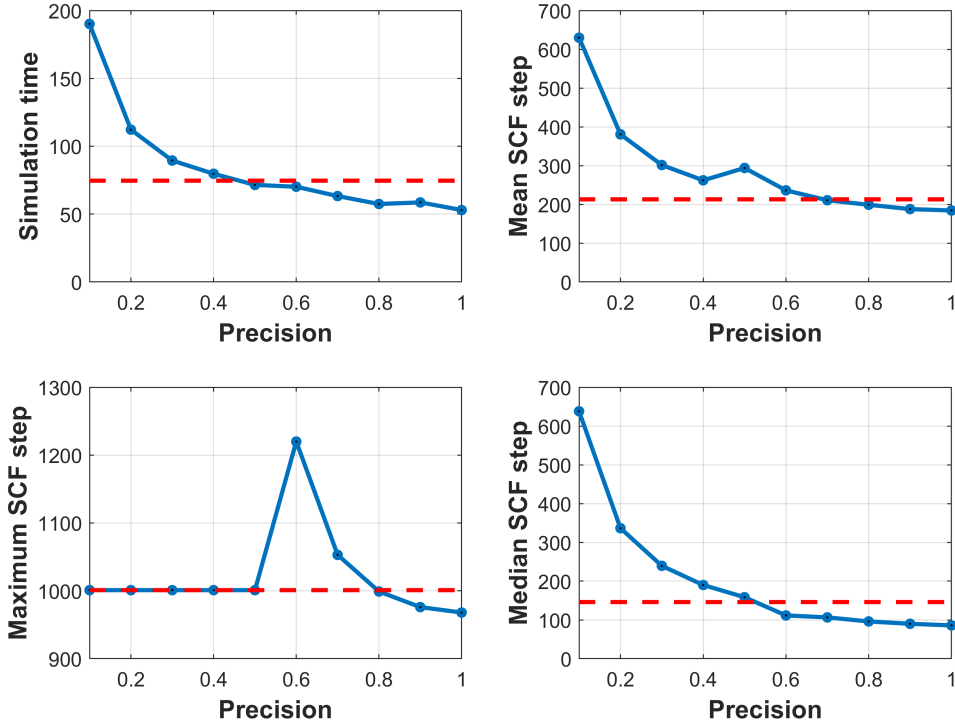 Simulation time
200
150
100
50
0
0.2 0.4 0.6 0.8 1
Precision
Mean SCF step
700
600
500
400
300
200
100
0
0.2 0.4 0.6 0.8 1
Precision
Maximum SCF step
1300
1200
1100
1000
900
0.2 0.4 0.6 0.8 1
Precision
Median SCF step
700
600
500
400
300
200
100
0
0.2 0.4 0.6 0.8 1
Precision